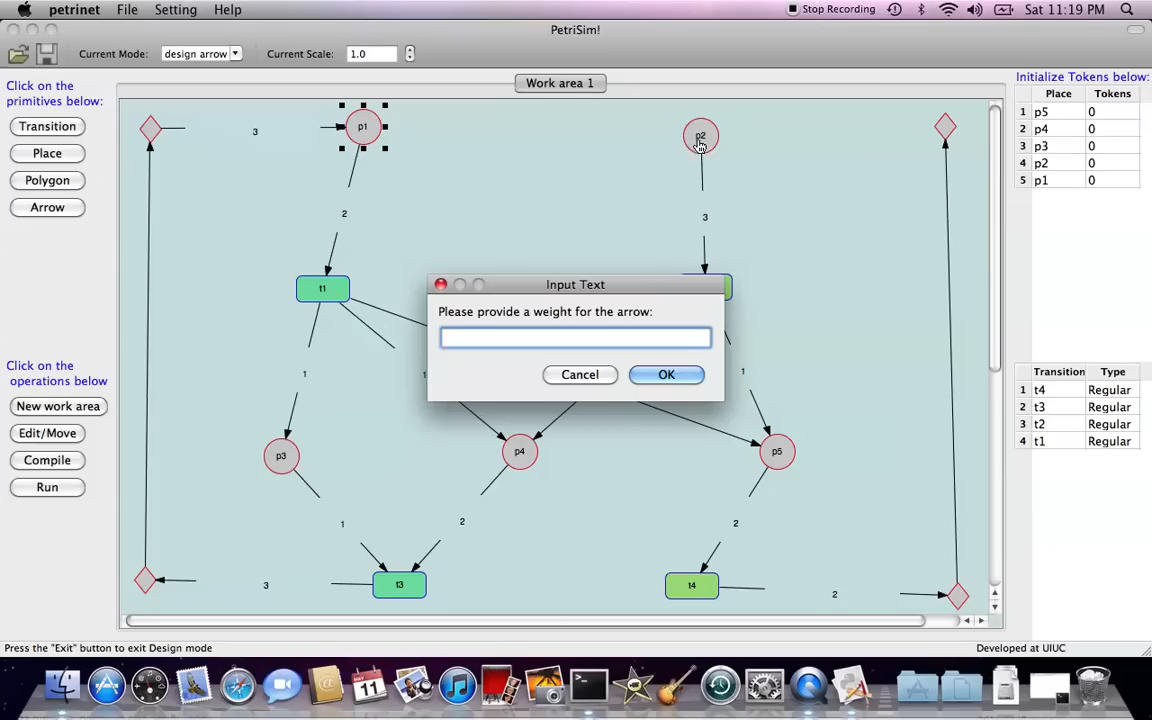 petrinet File Setting Help Stop Recording Sat 11:19 PM
PetriSim!
Current Mode: design arrow Current Scale: 1.0
Work area 1
Click on the
primitives below:
Transition
Place
Polygon
Arrow
Click on the
operations below
New work area
Edit/Move
Compile
Run
3
p1
p2
2
3
t1
1
1
1
p3
p4
p5
1
2
2
3
t3
t4
2
Input Text
Please provide a weight for the arrow:
Cancel OK
Initialize Tokens below:
Place Tokens
1 p5 0
2 p4 0
3 p3 0
4 p2 0
5 p1 0
Transition Type
1 t4 Regular
2 t3 Regular
3 t2 Regular
4 t1 Regular
Press the "Exit" button to exit Design mode
Developed at UIUC
MAY
11